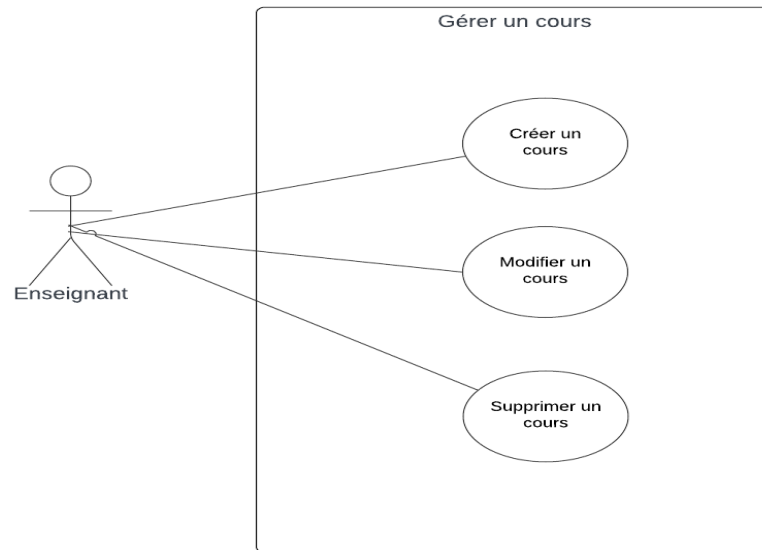 Gérer un cours
Créer un
cours
Modifier un
cours
Enseignant
Supprimer un
cours